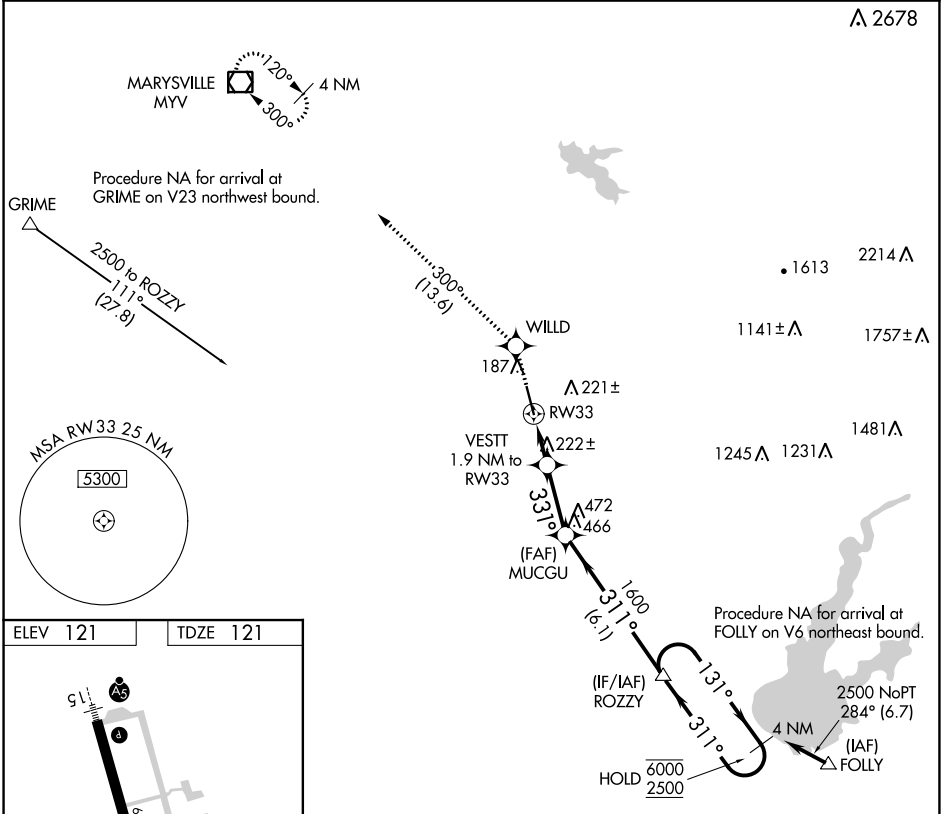 2678
MARYSVILLE
MYV
120°
300°
4 NM
Procedure NA for arrival at
GRIME on V23 northwest bound.
GRIME
2500 to ROZZY
111°
(27.8)
300°
(13.6)
WILLD
187
221±
RW33
VESTT
1.9 NM to
RW33
222±
331°
472
466
(FAF)
MUCGU
1613
2214
1141±
1757±
1481
1245
1231
MSA RW33 25 NM
5300
1600
311°
(6.1)
Procedure NA for arrival at
FOLLY on V6 northeast bound.
(IF/IAF)
ROZZY
131°
311°
4 NM
2500 NoPT
284° (6.7)
(IAF)
FOLLY
HOLD 6000
2500
ELEV 121
TDZE 121
15
A5
P